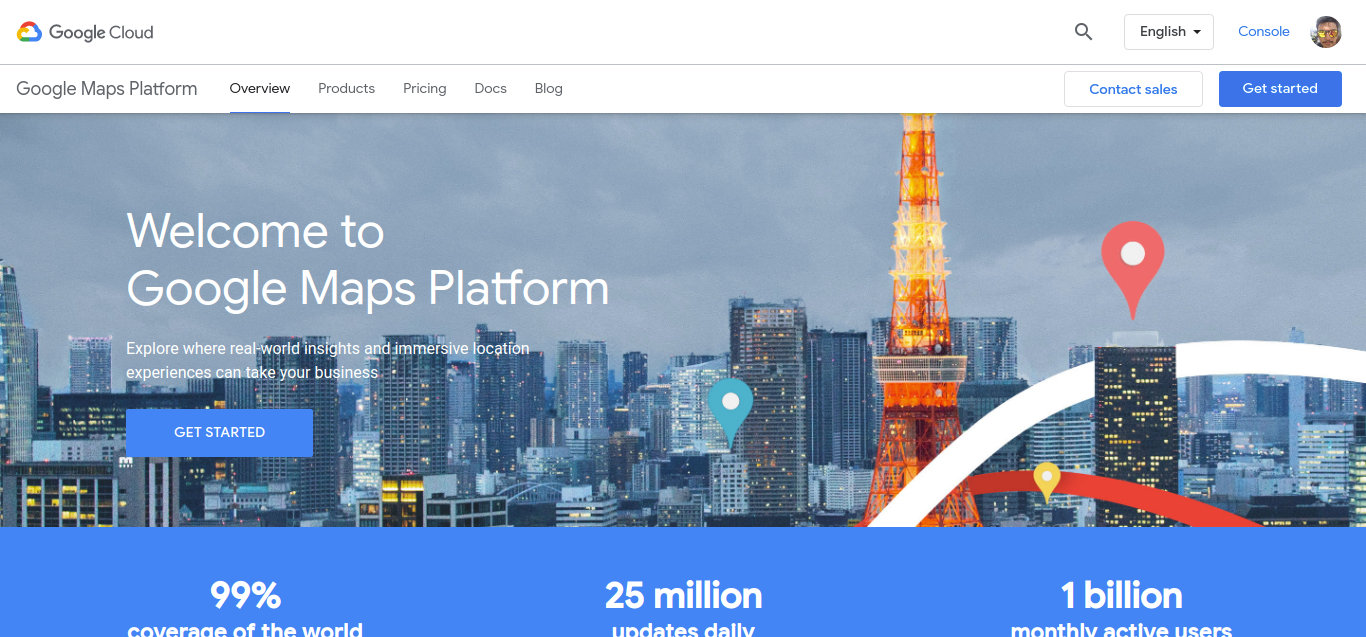 Google Cloud
English
Console
Google Maps Platform
Overview
Products
Pricing
Docs
Blog
Contact sales
Get started
Welcome to
Google Maps Platform
Explore where real-world insights and immersive location
experiences can take your business
GET STARTED
99%
coverage of the world
25 million
updates daily
1 billion
monthly active users